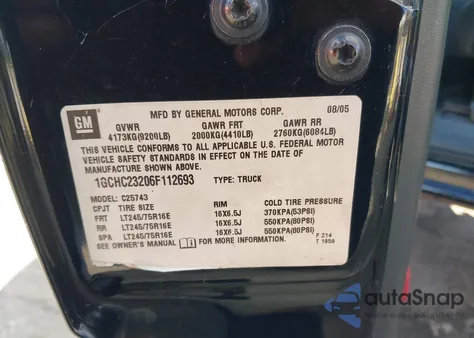 GM
MFD BY GENERAL MOTORS CORP. 08/05
GVWR GAWR FRT GAWR RR
4173KG(9200LB) 2000KG(4410LB) 2760KG(6084LB)
THIS VEHICLE CONFORMS TO ALL APPLICABLE U.S. FEDERAL MOTOR
VEHICLE SAFETY STANDARDS IN EFFECT ON THE DATE OF
MANUFACTURE SHOWN ABOVE.
1GCHC23206F112693 TYPE: TRUCK
MODEL: C25743
CPJT TIRE SIZE RIM COLD TIRE PRESSURE
FRT LT245/75R16E 16X6.5J 370KPA(53PSI)
RR LT245/75R16E 16X6.5J 550KPA(80PSI)
SPA LT245/75R16E 16X6.5J 550KPA(80PSI)
SEE OWNER'S MANUAL FOR MORE INFORMATION. F 214
T 1959
autoSnap